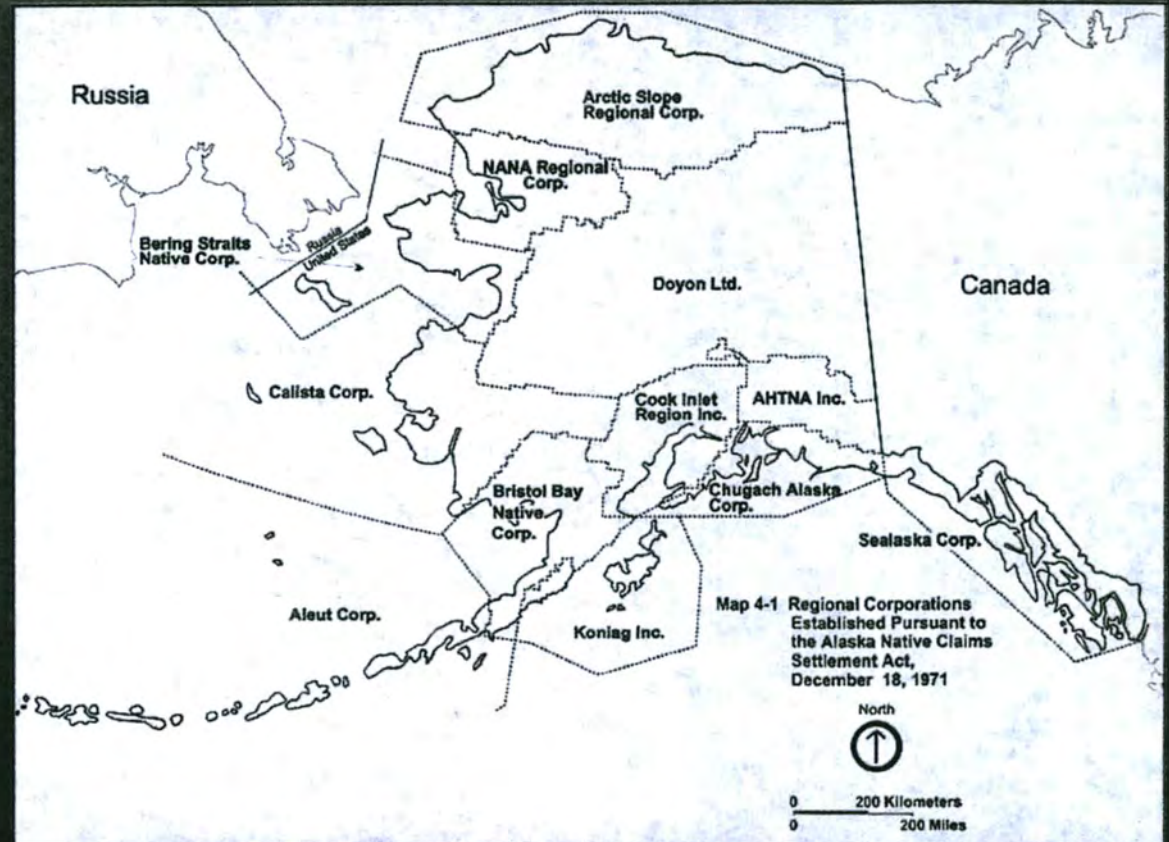 Russia
Arctic Slope
Regional Corp.
NANA Regional
Corp.
Bering Straits
Native Corp.
Russia
United States
Doyon Ltd.
Canada
Calista Corp.
Cook Inlet
Region Inc.
AHTNA Inc.
Bristol Bay
Native
Corp.
Chugach Alaska
Corp.
Sealaska Corp.
Aleut Corp.
Koniag Inc.
Map 4-1 Regional Corporations
Established Pursuant to
the Alaska Native Claims
Settlement Act,
December 18, 1971
North
0 200 Kilometers
0 200 Miles